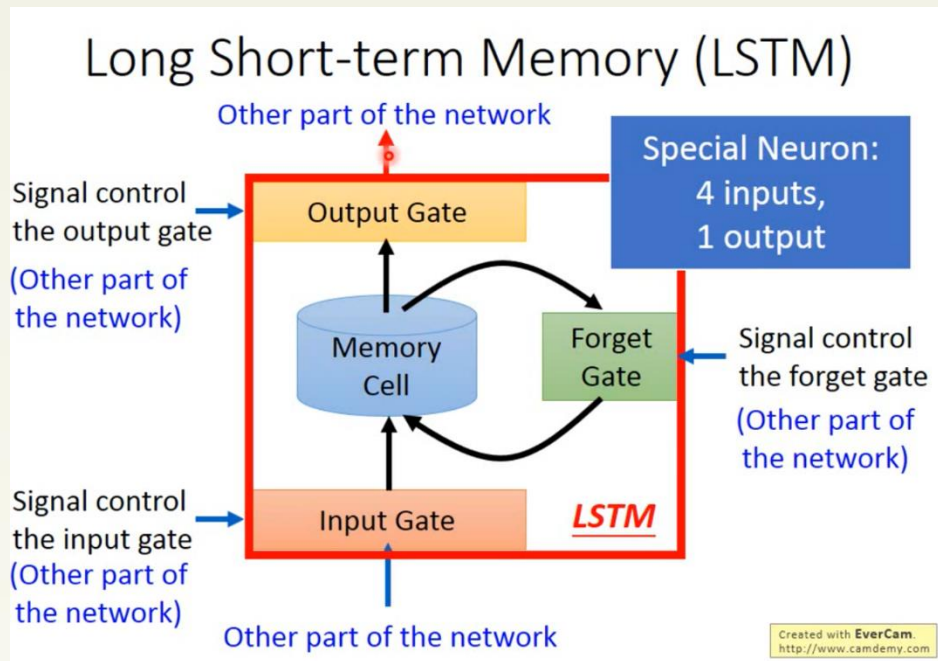 Long Short-term Memory (LSTM)
Other part of the network
Special Neuron:
4 inputs,
1 output
Signal control
the output gate
(Other part of
the network)
Output Gate
Memory
Cell
Forget
Gate
Signal control
the forget gate
(Other part of
the network)
Signal control
the input gate
(Other part of
the network)
Input Gate
LSTM
Other part of the network
Created with EverCam.
http://www.camdemy.com